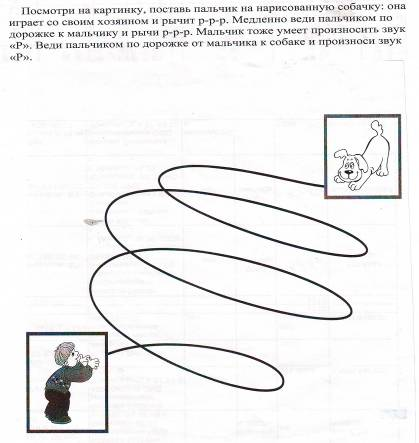 Посмотри на картинку, поставь пальчик на нарисованную собачку: она
играет со своим хозяином и рычит р-р-р. Медленно веди пальчиком по
дорожке к мальчику и рычи р-р-р. Мальчик тоже умеет произносить звук
«Р». Веди пальчиком по дорожке от мальчика к собаке и произноси звук
«Р».